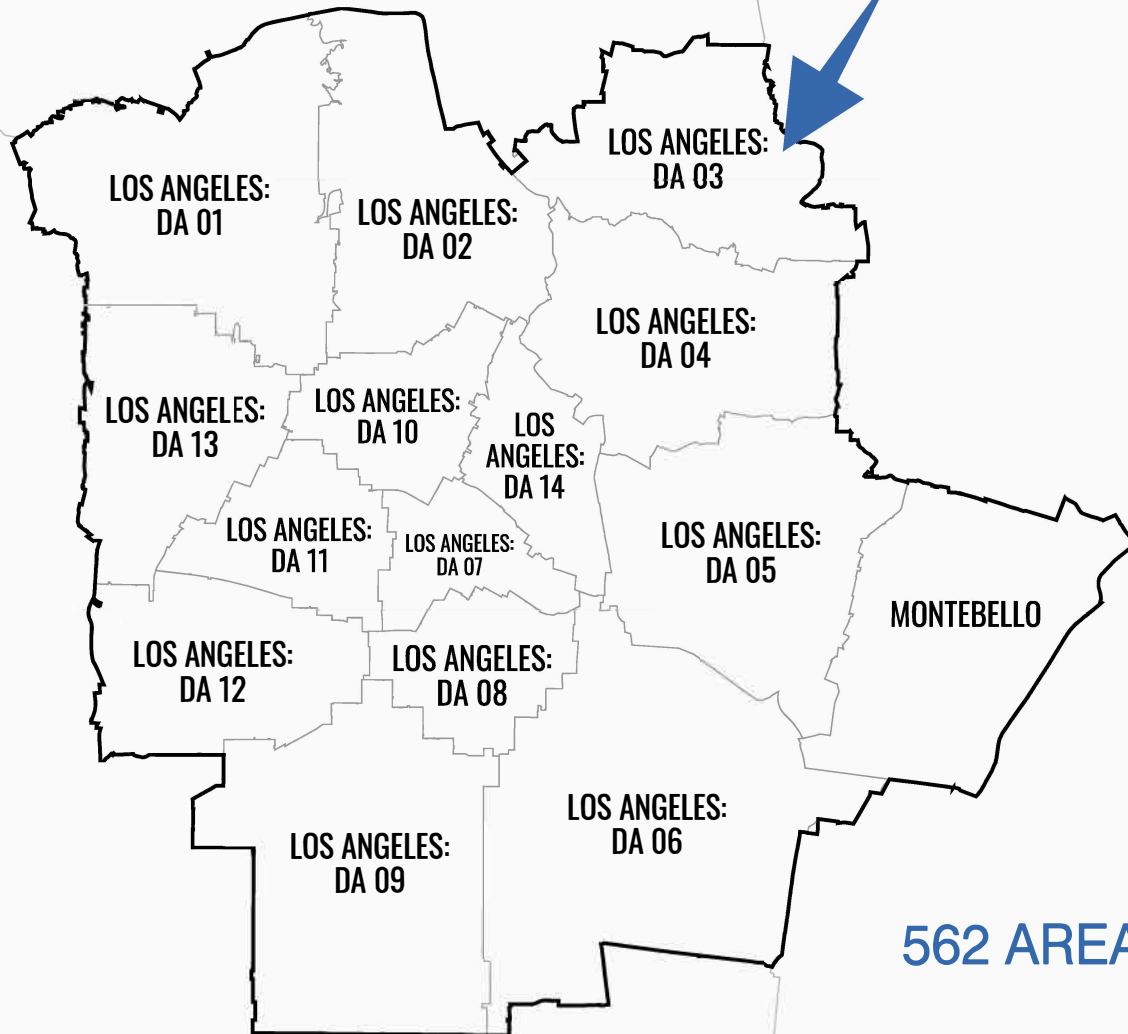 LOS ANGELES:
DA 03
LOS ANGELES:
DA 01
LOS ANGELES:
DA 02
LOS ANGELES:
DA 04
LOS ANGELES:
DA 13
LOS ANGELES:
DA 10
LOS
ANGELES:
DA 14
LOS ANGELES:
DA 11
LOS ANGELES:
DA 07
LOS ANGELES:
DA 05
MONTEBELLO
LOS ANGELES:
DA 12
LOS ANGELES:
DA 08
LOS ANGELES:
DA 06
LOS ANGELES:
DA 09
562 AREA